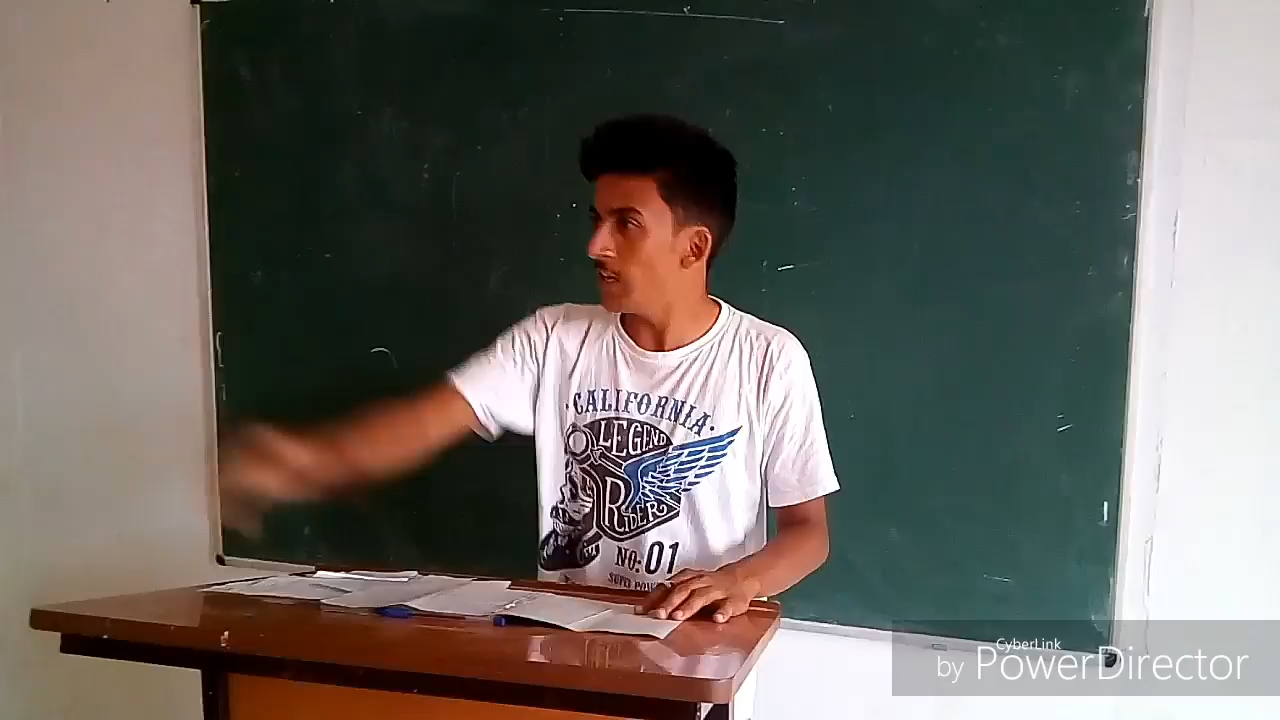 ·CALIFORNIA·
LEGEND
RIDER
NO:01
CyberLink
by PowerDirector